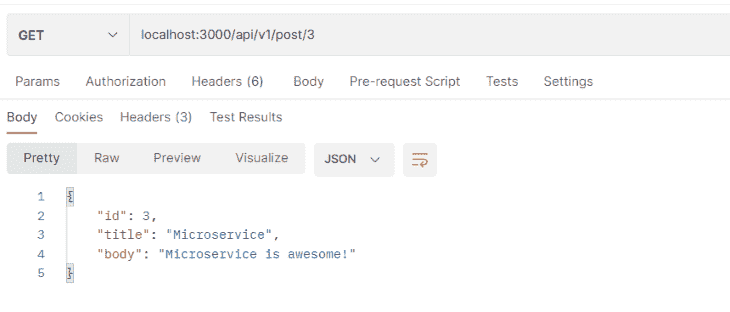 GET localhost:3000/api/v1/post/3
Params Authorization Headers (6) Body Pre-request Script Tests Settings
Body Cookies Headers (3) Test Results
Pretty Raw Preview Visualize JSON
1 {
2 "id": 3,
3 "title": "Microservice",
4 "body": "Microservice is awesome!"
5 }